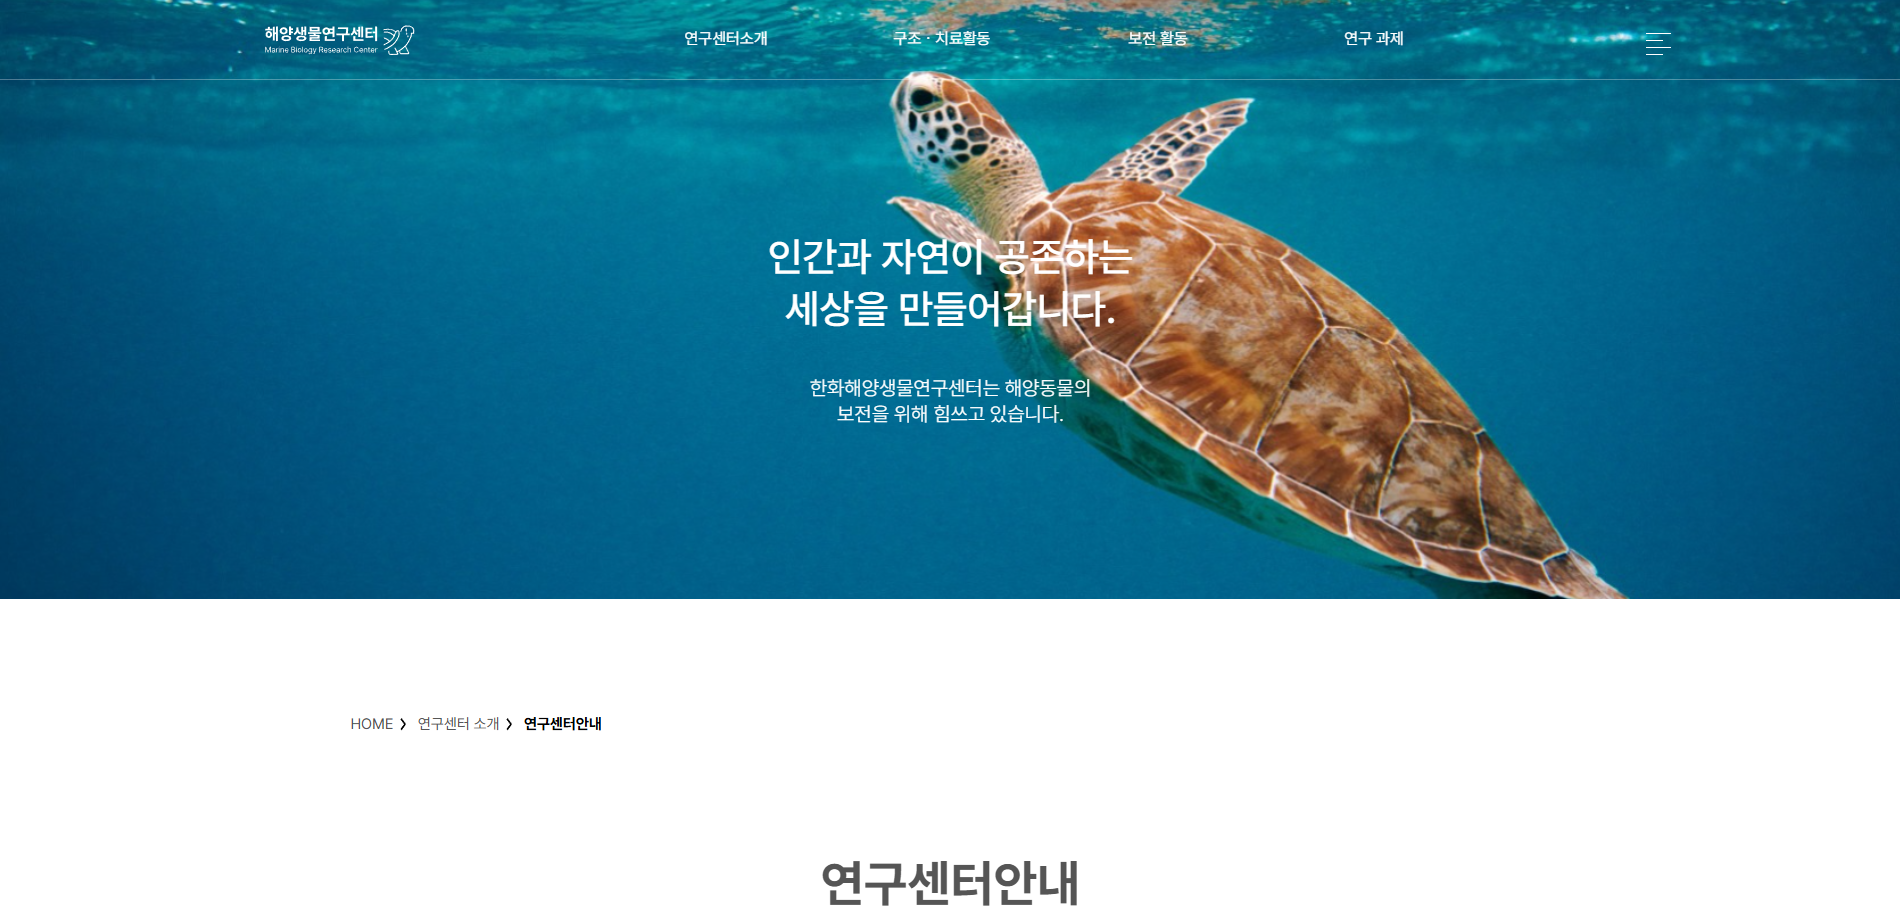 해양생물연구센터
Marine Biology Research Center
연구센터소개 구조 · 치료활동 보전 활동 연구 과제
인간과 자연이 공존하는
세상을 만들어갑니다.
한화해양생물연구센터는 해양동물의
보전을 위해 힘쓰고 있습니다.
HOME 연구센터 소개 연구센터안내
연구센터안내